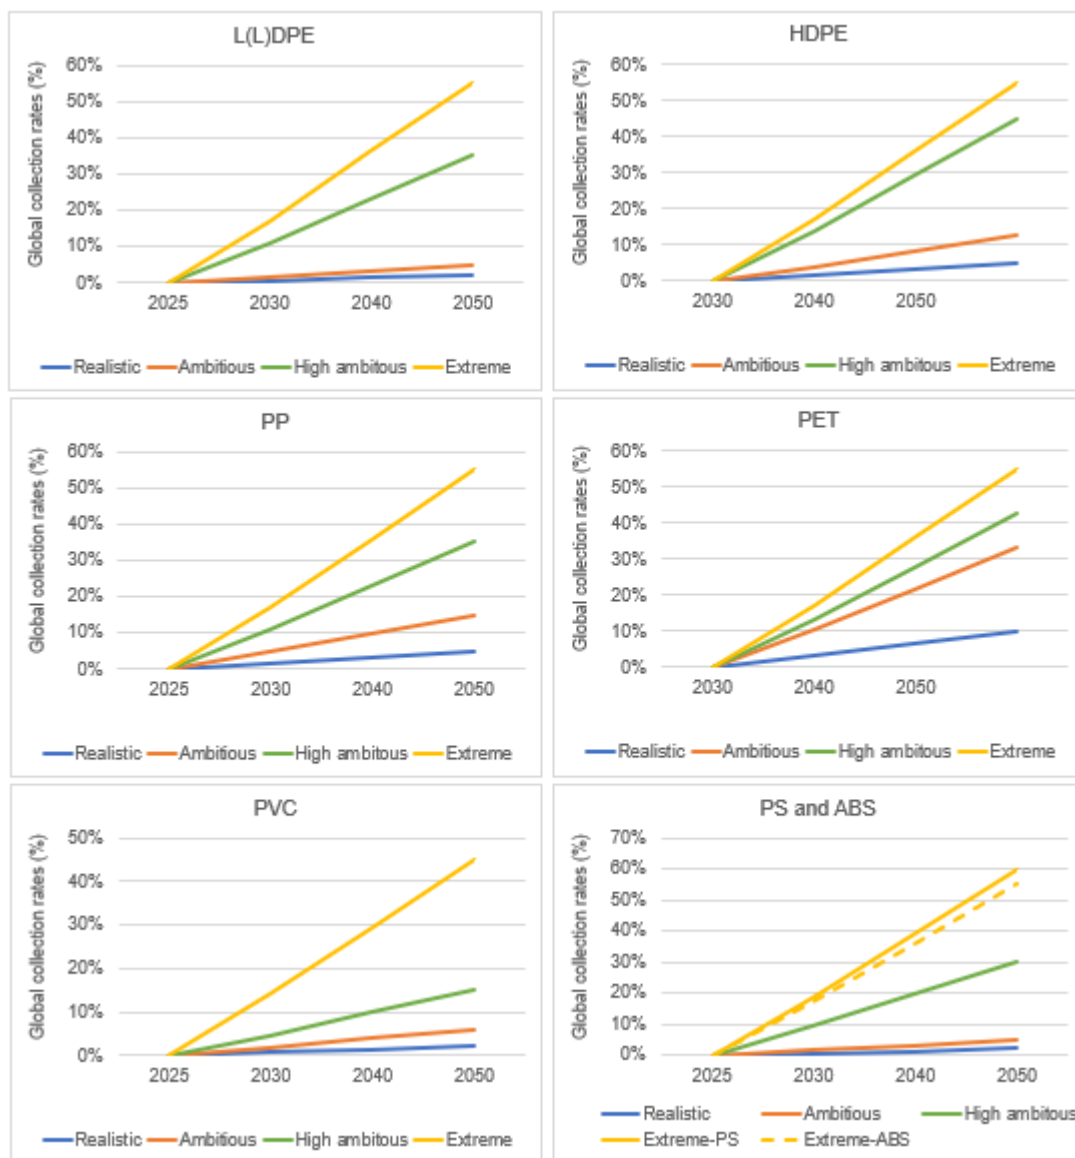 L(L)DPE
Global collection rates (%)
60%
50%
40%
30%
20%
10%
0%
2025 2030 2040 2050
Realistic Ambitious High ambitous Extreme
HDPE
Global collection rates (%)
60%
50%
40%
30%
20%
10%
0%
2030 2040 2050
Realistic Ambitious High ambitous Extreme
PP
Global collection rates (%)
60%
50%
40%
30%
20%
10%
0%
2025 2030 2040 2050
Realistic Ambitious High ambitous Extreme
PET
Global collection rates (%)
60%
50%
40%
30%
20%
10%
0%
2030 2040 2050
Realistic Ambitious High ambitous Extreme
PVC
Global collection rates (%)
50%
40%
30%
20%
10%
0%
2025 2030 2040 2050
Realistic Ambitious High ambitous Extreme
PS and ABS
Global collection rates (%)
70%
60%
50%
40%
30%
20%
10%
0%
2025 2030 2040 2050
Realistic Ambitious High ambitous
Extreme-PS Extreme-ABS